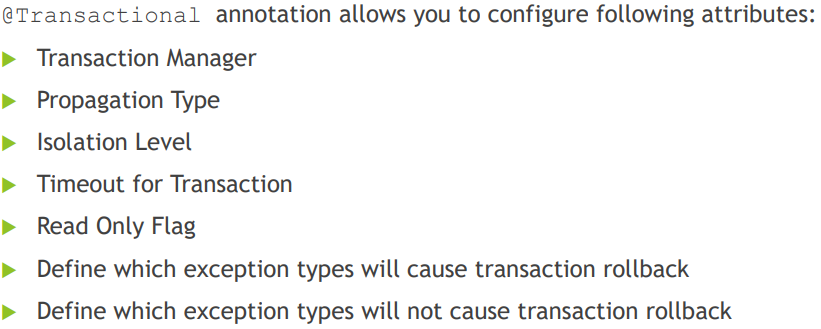 @Transactional annotation allows you to configure following attributes:
Transaction Manager
Propagation Type
Isolation Level
Timeout for Transaction
Read Only Flag
Define which exception types will cause transaction rollback
Define which exception types will not cause transaction rollback